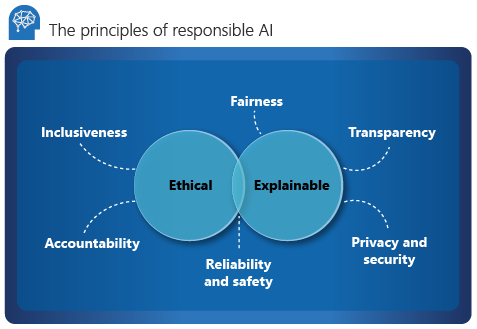 The principles of responsible AI
Fairness
Inclusiveness
Transparency
Ethical
Explainable
Accountability
Privacy and
security
Reliability
and safety